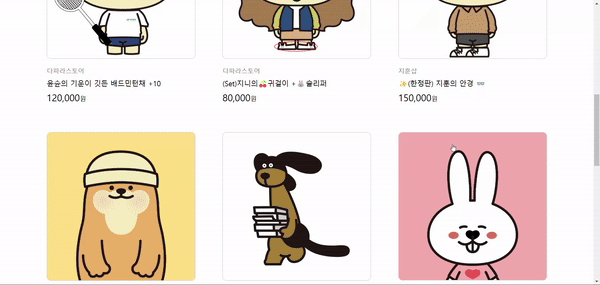 다파라스토어
다파라스토어
지훈샵
윤슬의 기운이 깃든 배드민턴채 +10
(Set)지니의🍒귀걸이 + 🐰슬리퍼
✨(한정판) 지훈의 안경 👓
120,000원
80,000원
150,000원